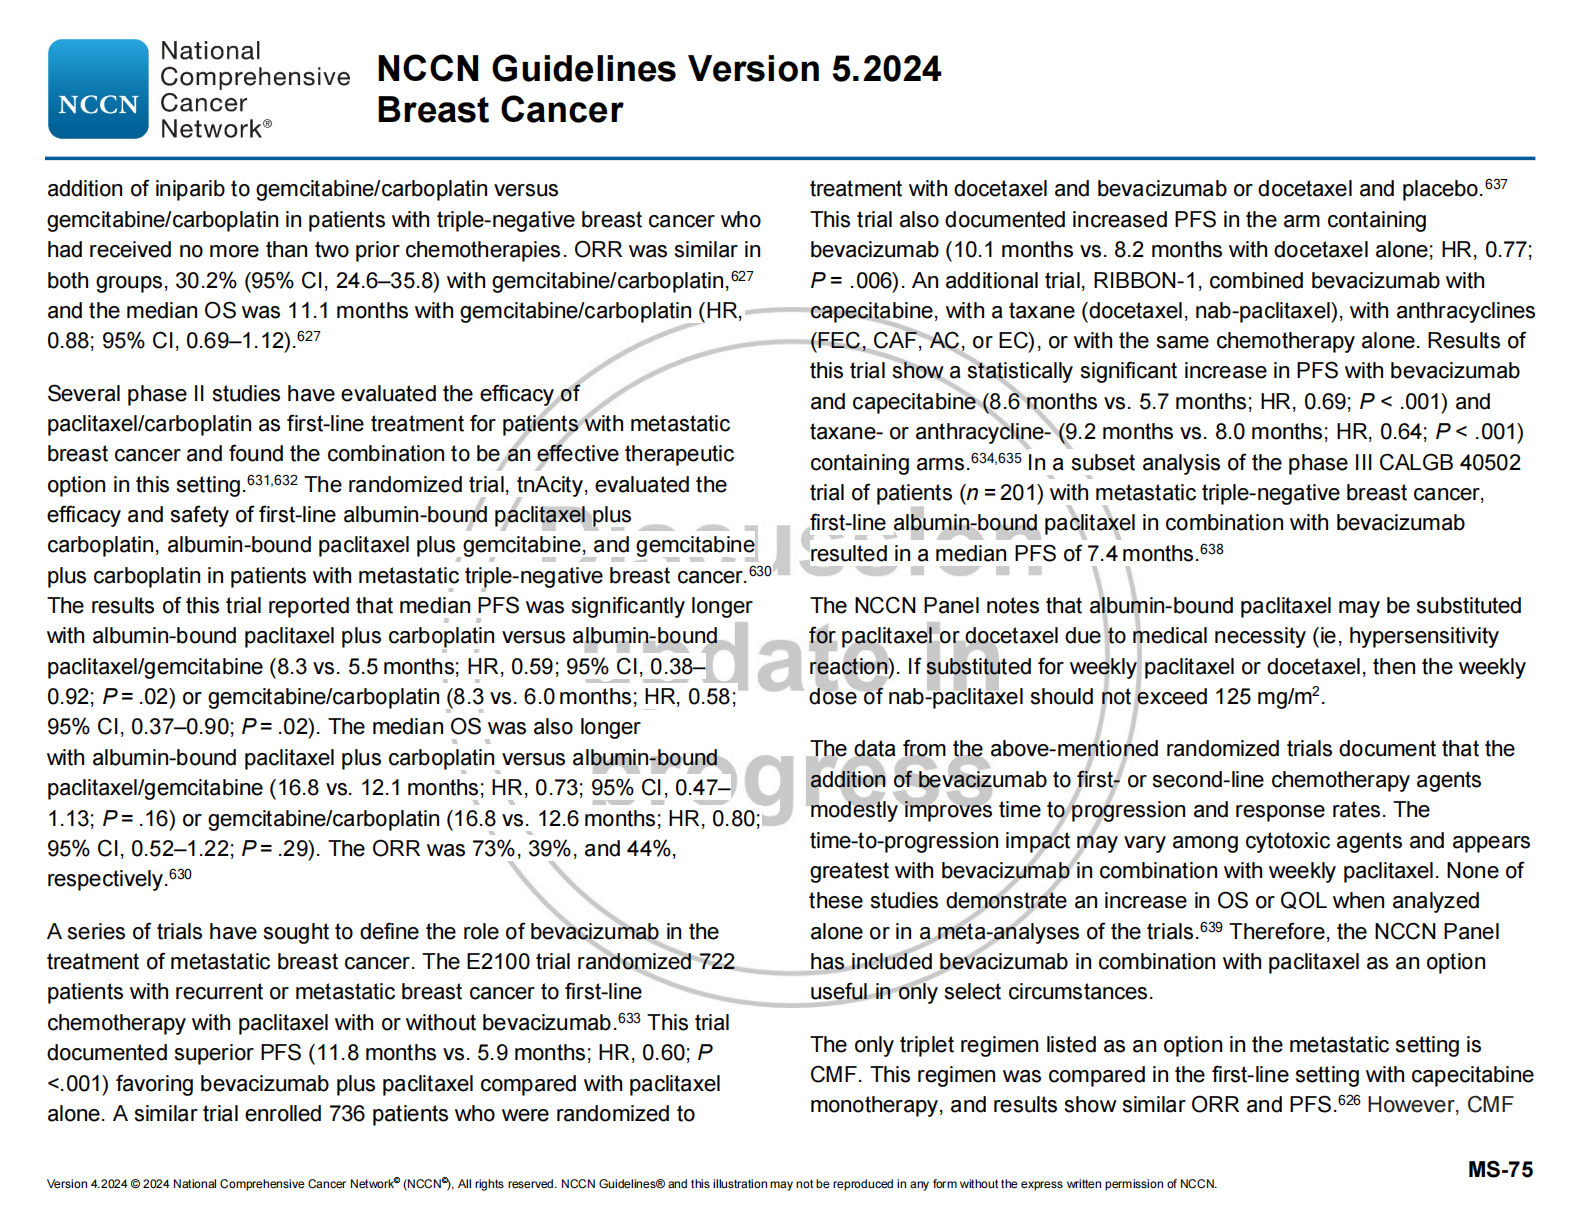 National
Comprehensive
Cancer
Network®
NCCN
NCCN Guidelines Version 5.2024
Breast Cancer
addition of iniparib to gemcitabine/carboplatin versus
gemcitabine/carboplatin in patients with triple-negative breast cancer who
had received no more than two prior chemotherapies. ORR was similar in
both groups, 30.2% (95% CI, 24.6–35.8) with gemcitabine/carboplatin,627
and the median OS was 11.1 months with gemcitabine/carboplatin (HR,
0.88; 95% CI, 0.69–1.12).627
Several phase II studies have evaluated the efficacy of
paclitaxel/carboplatin as first-line treatment for patients with metastatic
breast cancer and found the combination to be an effective therapeutic
option in this setting.631,632 The randomized trial, tnAcity, evaluated the
efficacy and safety of first-line albumin-bound paclitaxel plus
carboplatin, albumin-bound paclitaxel plus gemcitabine, and gemcitabine
plus carboplatin in patients with metastatic triple-negative breast cancer.630
The results of this trial reported that median PFS was significantly longer
with albumin-bound paclitaxel plus carboplatin versus albumin-bound
paclitaxel/gemcitabine (8.3 vs. 5.5 months; HR, 0.59; 95% CI, 0.38–
0.92; P = .02) or gemcitabine/carboplatin (8.3 vs. 6.0 months; HR, 0.58;
95% CI, 0.37–0.90; P = .02). The median OS was also longer
with albumin-bound paclitaxel plus carboplatin versus albumin-bound
paclitaxel/gemcitabine (16.8 vs. 12.1 months; HR, 0.73; 95% CI, 0.47–
1.13; P = .16) or gemcitabine/carboplatin (16.8 vs. 12.6 months; HR, 0.80;
95% CI, 0.52–1.22; P = .29). The ORR was 73%, 39%, and 44%,
respectively.630
A series of trials have sought to define the role of bevacizumab in the
treatment of metastatic breast cancer. The E2100 trial randomized 722
patients with recurrent or metastatic breast cancer to first-line
chemotherapy with paclitaxel with or without bevacizumab.633 This trial
documented superior PFS (11.8 months vs. 5.9 months; HR, 0.60; P
<.001) favoring bevacizumab plus paclitaxel compared with paclitaxel
alone. A similar trial enrolled 736 patients who were randomized to
treatment with docetaxel and bevacizumab or docetaxel and placebo.637
This trial also documented increased PFS in the arm containing
bevacizumab (10.1 months vs. 8.2 months with docetaxel alone; HR, 0.77;
P = .006). An additional trial, RIBBON-1, combined bevacizumab with
capecitabine, with a taxane (docetaxel, nab-paclitaxel), with anthracyclines
(FEC, CAF, AC, or EC), or with the same chemotherapy alone. Results of
this trial show a statistically significant increase in PFS with bevacizumab
and capecitabine (8.6 months vs. 5.7 months; HR, 0.69; P < .001) and
taxane- or anthracycline- (9.2 months vs. 8.0 months; HR, 0.64; P < .001)
containing arms.634,635 In a subset analysis of the phase III CALGB 40502
trial of patients (n = 201) with metastatic triple-negative breast cancer,
first-line albumin-bound paclitaxel in combination with bevacizumab
resulted in a median PFS of 7.4 months.638
The NCCN Panel notes that albumin-bound paclitaxel may be substituted
for paclitaxel or docetaxel due to medical necessity (ie, hypersensitivity
reaction). If substituted for weekly paclitaxel or docetaxel, then the weekly
dose of nab-paclitaxel should not exceed 125 mg/m2.
The data from the above-mentioned randomized trials document that the
addition of bevacizumab to first- or second-line chemotherapy agents
modestly improves time to progression and response rates. The
time-to-progression impact may vary among cytotoxic agents and appears
greatest with bevacizumab in combination with weekly paclitaxel. None of
these studies demonstrate an increase in OS or QOL when analyzed
alone or in a meta-analyses of the trials.639 Therefore, the NCCN Panel
has included bevacizumab in combination with paclitaxel as an option
useful in only select circumstances.
The only triplet regimen listed as an option in the metastatic setting is
CMF. This regimen was compared in the first-line setting with capecitabine
monotherapy, and results show similar ORR and PFS.626 However, CMF
Discussion
update in
progress
MS-75
Version 4.2024 © 2024 National Comprehensive Cancer Network© (NCCN©), All rights reserved. NCCN Guidelines® and this illustration may not be reproduced in any form without the express written permission of NCCN.